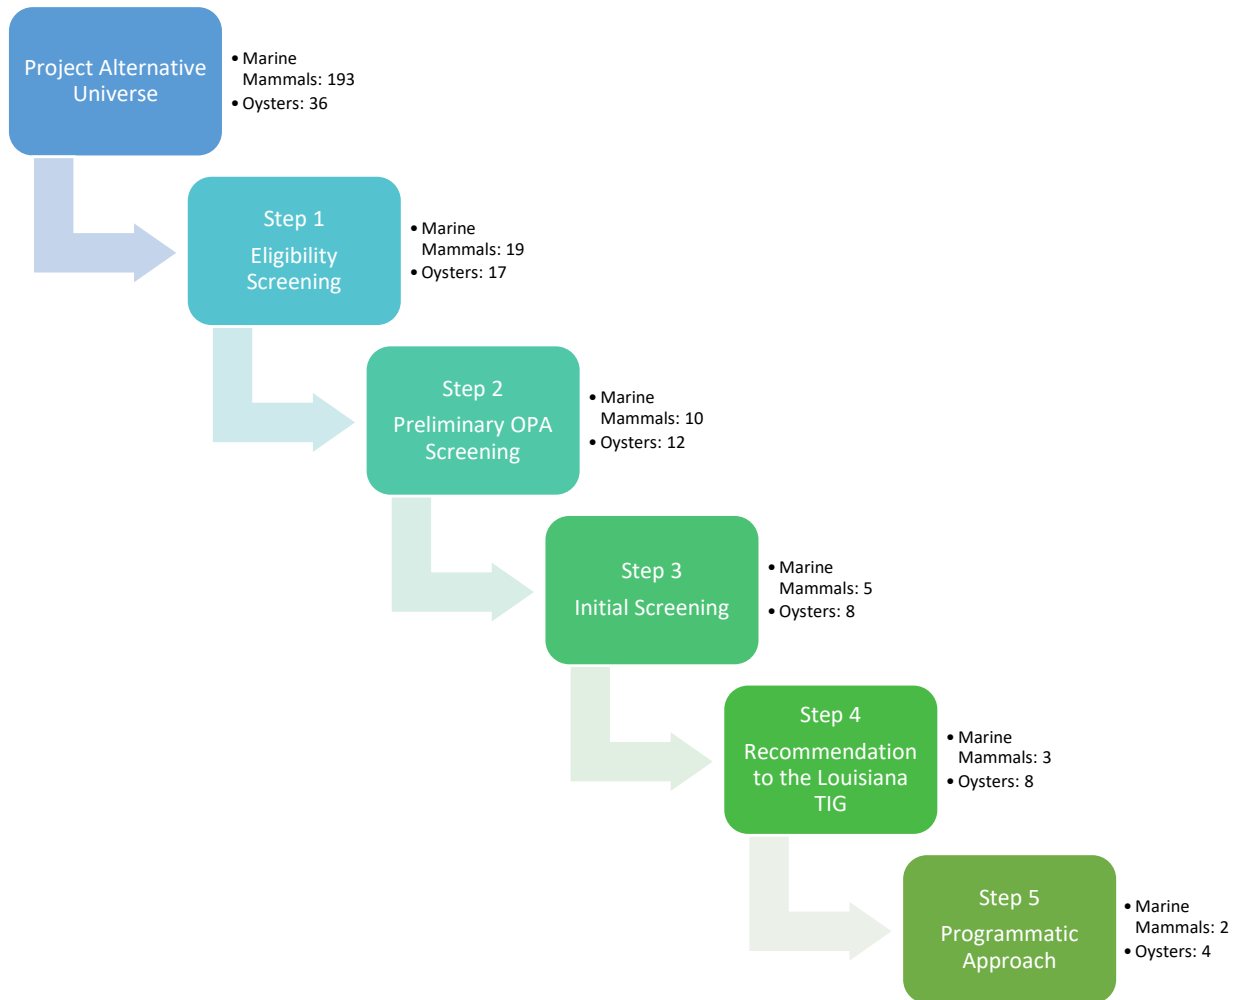 Project Alternative
Universe
• Marine
Mammals: 193
• Oysters: 36
Step 1
Eligibility
Screening
• Marine
Mammals: 19
• Oysters: 17
Step 2
Preliminary OPA
Screening
• Marine
Mammals: 10
• Oysters: 12
Step 3
Initial Screening
• Marine
Mammals: 5
• Oysters: 8
Step 4
Recommendation
to the Louisiana
TIG
• Marine
Mammals: 3
• Oysters: 8
Step 5
Programmatic
Approach
• Marine
Mammals: 2
• Oysters: 4